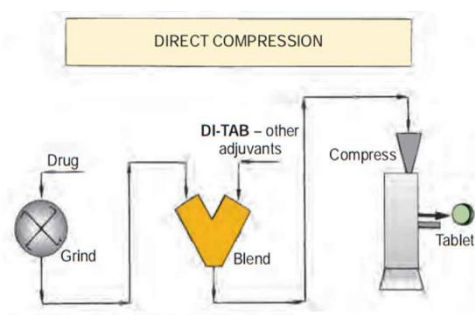 DIRECT COMPRESSION
DI-TAB – other
adjuvants
Drug
Compress
Grind
Blend
Tablet